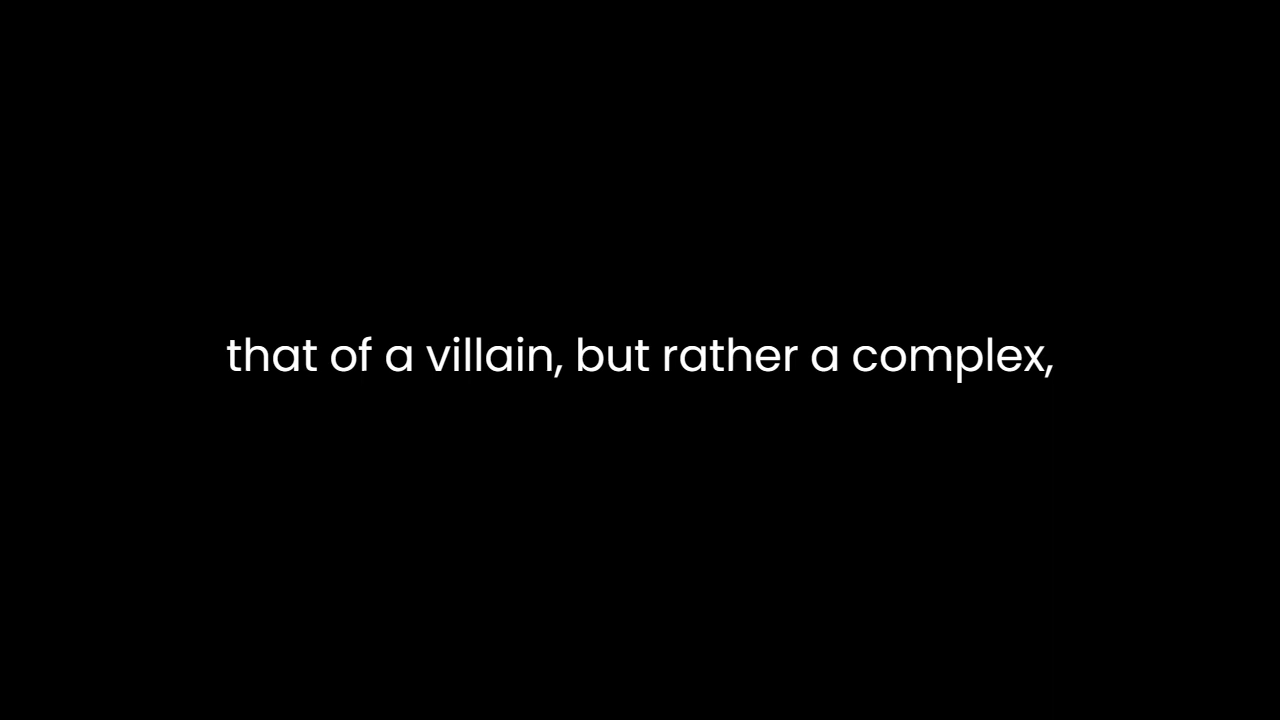 that of a villain, but rather a complex,